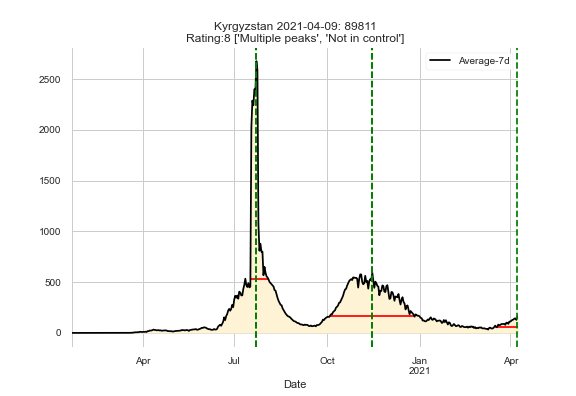 Kyrgyzstan 2021-04-09: 89811
Rating:8 ['Multiple peaks', 'Not in control']
Average-7d
2500
2000
1500
1000
500
0
Apr
Jul
Oct
Jan
2021
Apr
Date